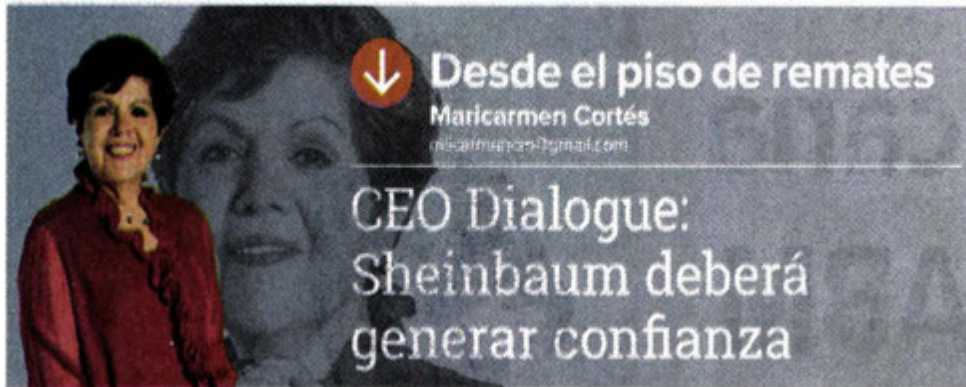 Desde el piso de remates
Maricarmen Cortés
CEO Dialogue:
Sheinbaum deberá
generar confianza